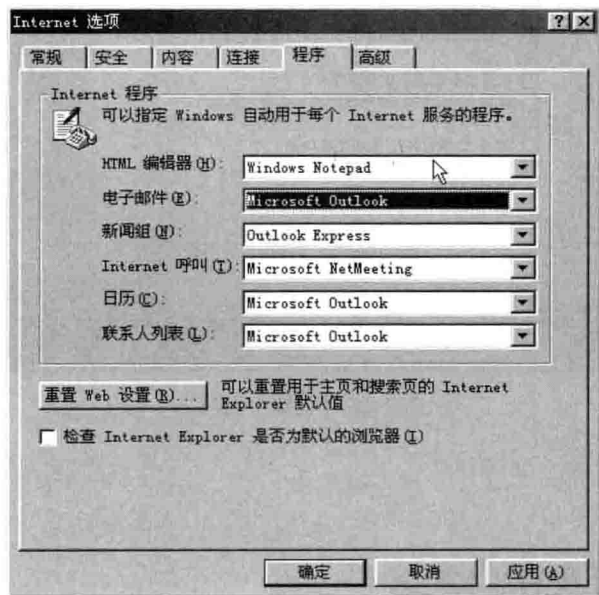 Internet 选项
常规 安全 内容 连接 程序 高级
Internet 程序
可以指定 Windows 自动用于每个 Internet 服务的程序。
HTML 编辑器(H): Windows Notepad
电子邮件(E): Microsoft Outlook
新闻组(N): Outlook Express
Internet 呼叫(T): Microsoft NetMeeting
日历(C): Microsoft Outlook
联系人列表(L): Microsoft Outlook
重置 Web 设置(R)... 可以重置用于主页和搜索页的 Internet
Explorer 默认值
检查 Internet Explorer 是否为默认的浏览器(I)
确定 取消 应用(A)